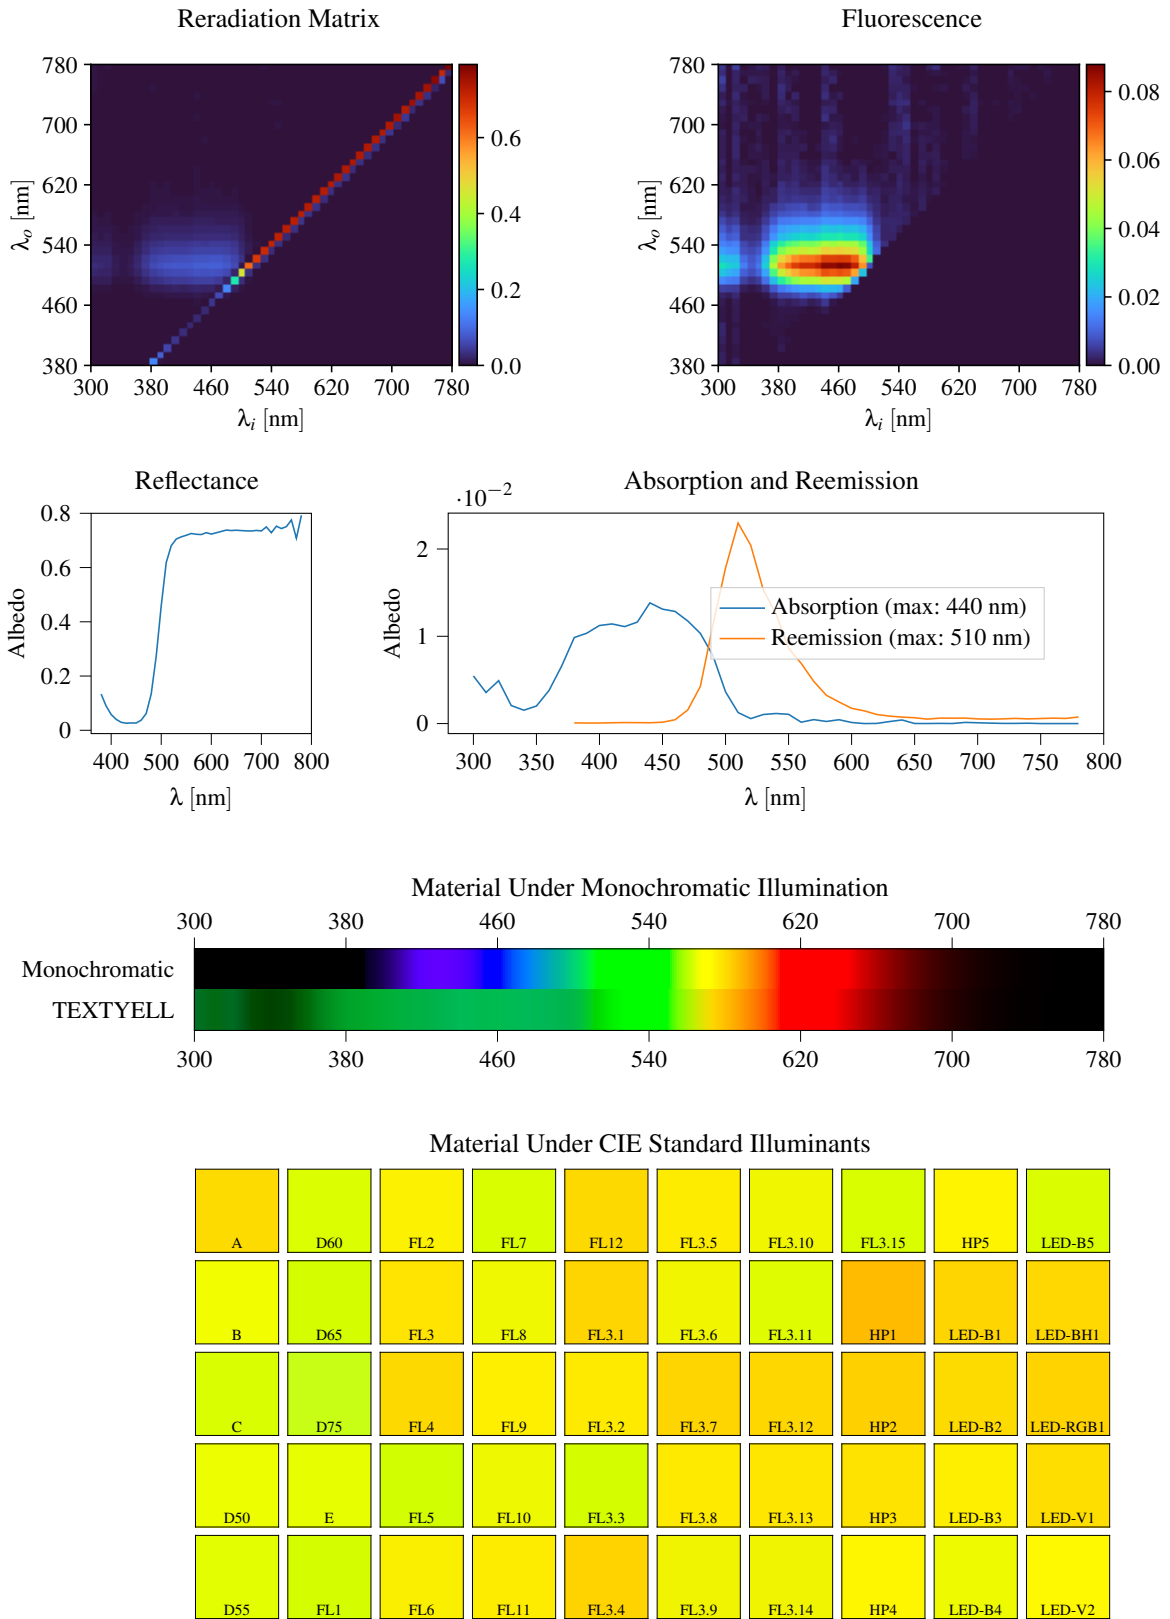 Reradiation Matrix
Fluorescence
780
700
620
540
460
380
λo [nm]
0.6
0.4
0.2
0.0
300 380 460 540 620 700 780
λi [nm]
780
700
620
540
460
380
λo [nm]
0.08
0.06
0.04
0.02
0.00
300 380 460 540 620 700 780
λi [nm]
Reflectance
0.8
0.6
0.4
0.2
0
Albedo
400 500 600 700 800
λ [nm]
Absorption and Reemission
·10−2
2
1
0
Albedo
Absorption (max: 440 nm)
Reemission (max: 510 nm)
300 350 400 450 500 550 600 650 700 750 800
λ [nm]
Material Under Monochromatic Illumination
300 380 460 540 620 700 780
Monochromatic
TEXTYELL
300 380 460 540 620 700 780
Material Under CIE Standard Illuminants
A D60 FL2 FL7 FL12 FL3.5 FL3.10 FL3.15 HP5 LED-B5
B D65 FL3 FL8 FL3.1 FL3.6 FL3.11 HP1 LED-B1 LED-BH1
C D75 FL4 FL9 FL3.2 FL3.7 FL3.12 HP2 LED-B2 LED-RGB1
D50 E FL5 FL10 FL3.3 FL3.8 FL3.13 HP3 LED-B3 LED-V1
D55 FL1 FL6 FL11 FL3.4 FL3.9 FL3.14 HP4 LED-B4 LED-V2